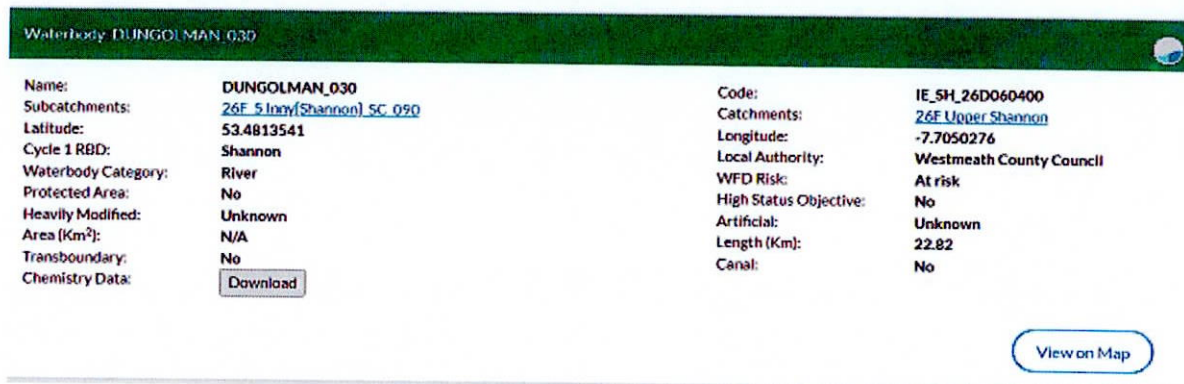 Waterbody: DUNGOLMAN_030
Name: DUNGOLMAN_030
Subcatchments: 26F_5 Inny[Shannon]_SC_090
Latitude: 53.4813541
Cycle 1 RBD: Shannon
Waterbody Category: River
Protected Area: No
Heavily Modified: Unknown
Area (Km²): N/A
Transboundary: No
Chemistry Data: Download
Code: IE_SH_26D060400
Catchments: 26F Upper Shannon
Longitude: -7.7050276
Local Authority: Westmeath County Council
WFD Risk: At risk
High Status Objective: No
Artificial: Unknown
Length (Km): 22.82
Canal: No
View on Map